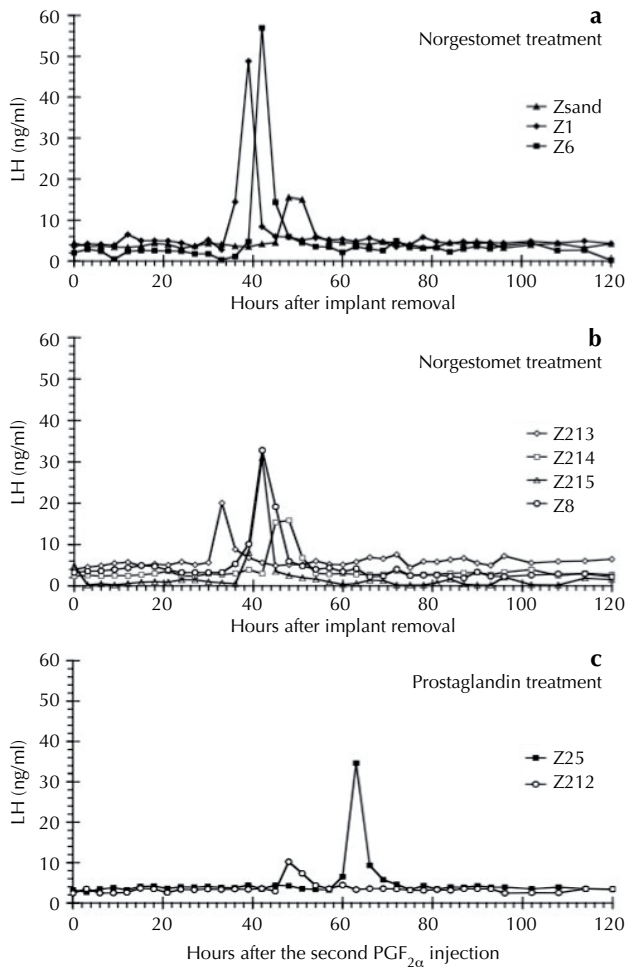 a
Norgestomet treatment
60
50
40
30
20
10
0
LH (ng/ml)
Zsand
Z1
Z6
0 20 40 60 80 100 120
Hours after implant removal
b
Norgestomet treatment
60
50
40
30
20
10
0
LH (ng/ml)
Z213
Z214
Z215
Z8
0 20 40 60 80 100 120
Hours after implant removal
c
Prostaglandin treatment
60
50
40
30
20
10
0
LH (ng/ml)
Z25
Z212
0 20 40 60 80 100 120
Hours after the second PGF2α injection